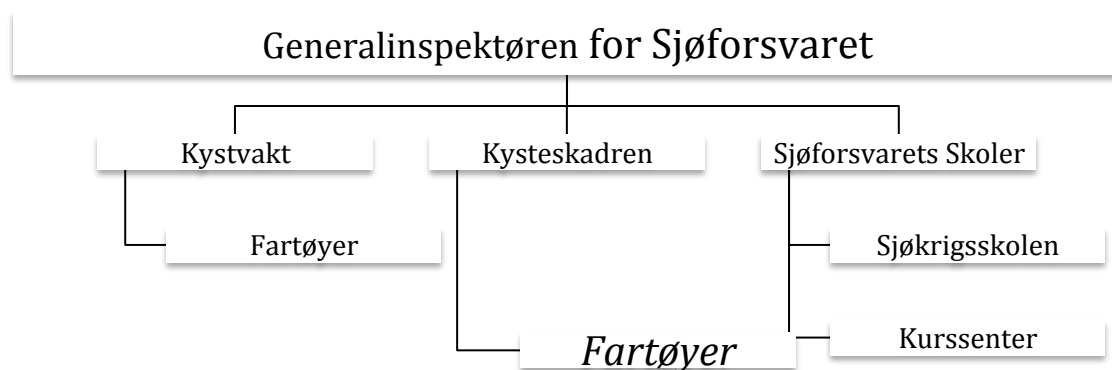 Generalinspektøren for Sjøforsvaret
Kystvakt
Kysteskadren
Sjøforsvarets Skoler
Fartøyer
Sjøkrigsskolen
Fartøyer
Kurssenter